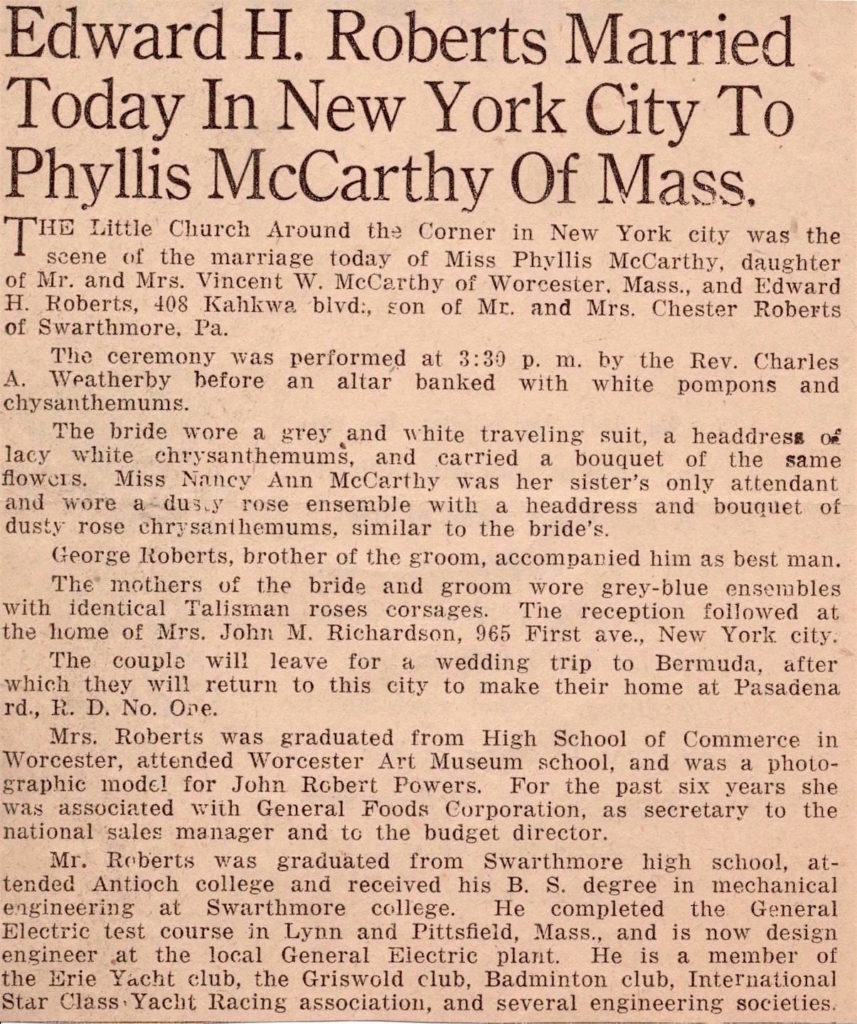 Edward H. Roberts Married
Today In New York City To
Phyllis McCarthy Of Mass.
THE Little Church Around the Corner in New York city was the
scene of the marriage today of Miss Phyllis McCarthy, daughter
of Mr. and Mrs. Vincent W. McCarthy of Worcester, Mass., and Edward
H. Roberts, 408 Kahkwa blvd., son of Mr. and Mrs. Chester Roberts
of Swarthmore, Pa.
The ceremony was performed at 3:30 p. m. by the Rev. Charles
A. Weatherby before an altar banked with white pompons and
chysanthemums.
The bride wore a grey and white traveling suit, a headdress of
lacy white chrysanthemums, and carried a bouquet of the same
flowers. Miss Nancy Ann McCarthy was her sister's only attendant
and wore a dusty rose ensemble with a headdress and bouquet of
dusty rose chrysanthemums, similar to the bride's.
George Roberts, brother of the groom, accompanied him as best man.
The mothers of the bride and groom wore grey-blue ensembles
with identical Talisman roses corsages. The reception followed at
the home of Mrs. John M. Richardson, 965 First ave., New York city.
The couple will leave for a wedding trip to Bermuda, after
which they will return to this city to make their home at Pasadena
rd., R. D. No. One.
Mrs. Roberts was graduated from High School of Commerce in
Worcester, attended Worcester Art Museum school, and was a photo-
graphic model for John Robert Powers. For the past six years she
was associated with General Foods Corporation, as secretary to the
national sales manager and to the budget director.
Mr. Roberts was graduated from Swarthmore high school, at-
tended Antioch college and received his B. S. degree in mechanical
engineering at Swarthmore college. He completed the General
Electric test course in Lynn and Pittsfield, Mass., and is now design
engineer at the local General Electric plant. He is a member of
the Erie Yacht club, the Griswold club, Badminton club, International
Star Class Yacht Racing association, and several engineering societies.